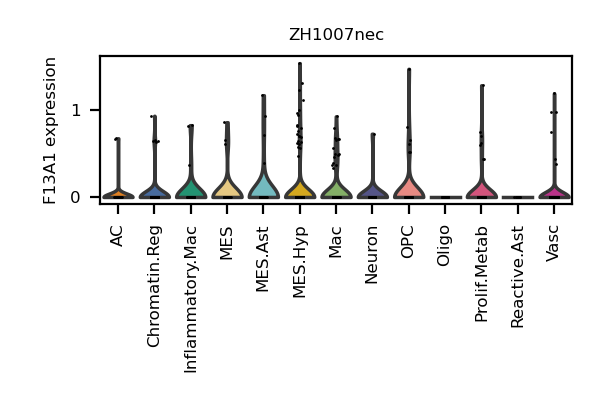 ZH1007nec
F13A1 expression
1
0
AC
Chromatin.Reg
Inflammatory.Mac
MES
MES.Ast
MES.Hyp
Mac
Neuron
OPC
Oligo
Prolif.Metab
Reactive.Ast
Vasc